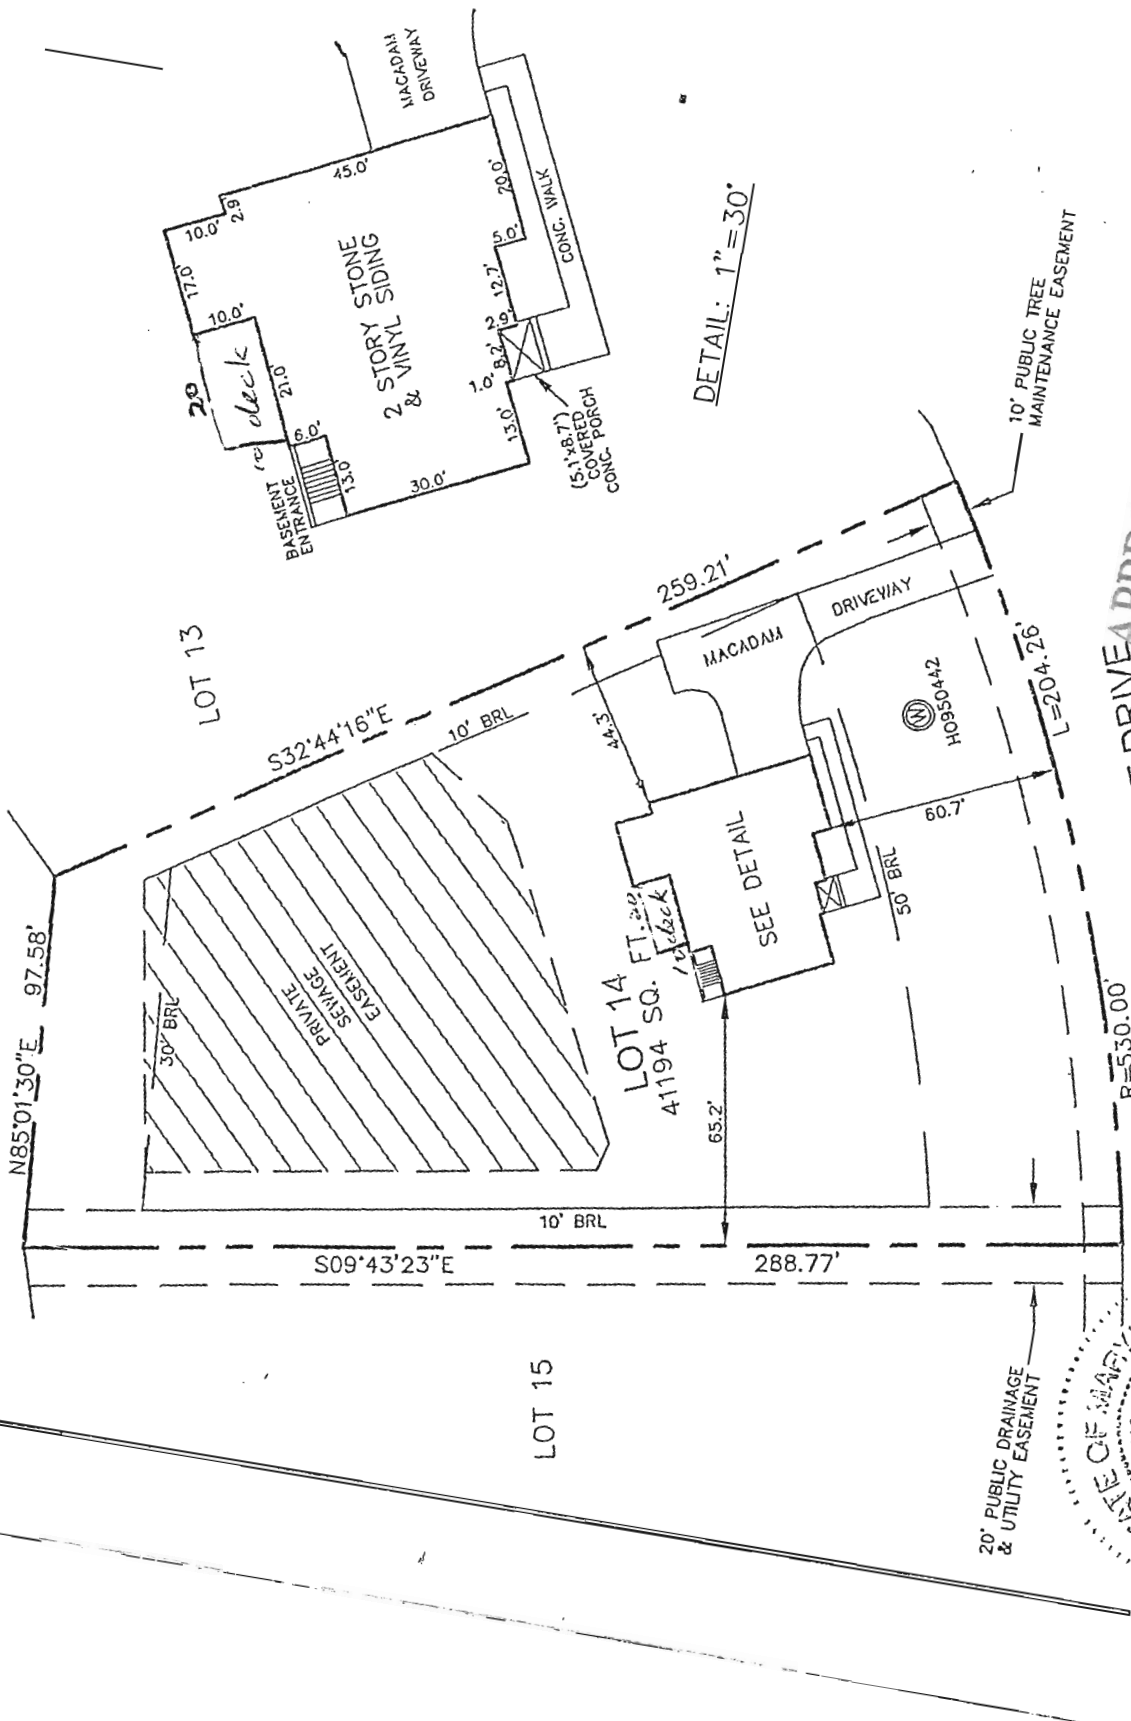 MACADAM
DRIVEWAY
45.0'
2.9'
10.0'
17.0'
10.0'
20
deck
21.0'
6.0'
13.0'
BASEMENT
ENTRANCE
30.0'
2 STORY STONE
& VINYL SIDING
20.0'
5.0'
12.7'
2.9'
8.2'
1.0'
13.0'
CONC. WALK
(5.1'x8.7')
COVERED
CONC. PORCH
DETAIL: 1"=30'
10' PUBLIC TREE
MAINTENANCE EASEMENT
LOT 13
S32°44'16"E
259.21'
10' BRL
44.3'
MACADAM
DRIVEWAY
HO950442
W
L=204.26'
60.7'
50' BRL
SEE DETAIL
deck
LOT 14
41194 SQ. FT.
65.2'
PRIVATE
SEWAGE
EASEMENT
30' BRL
N85°01'30"E 97.58'
10' BRL
S09°43'23"E
288.77'
R=530.00'
DRIVE
LOT 15
20' PUBLIC DRAINAGE
& UTILITY EASEMENT